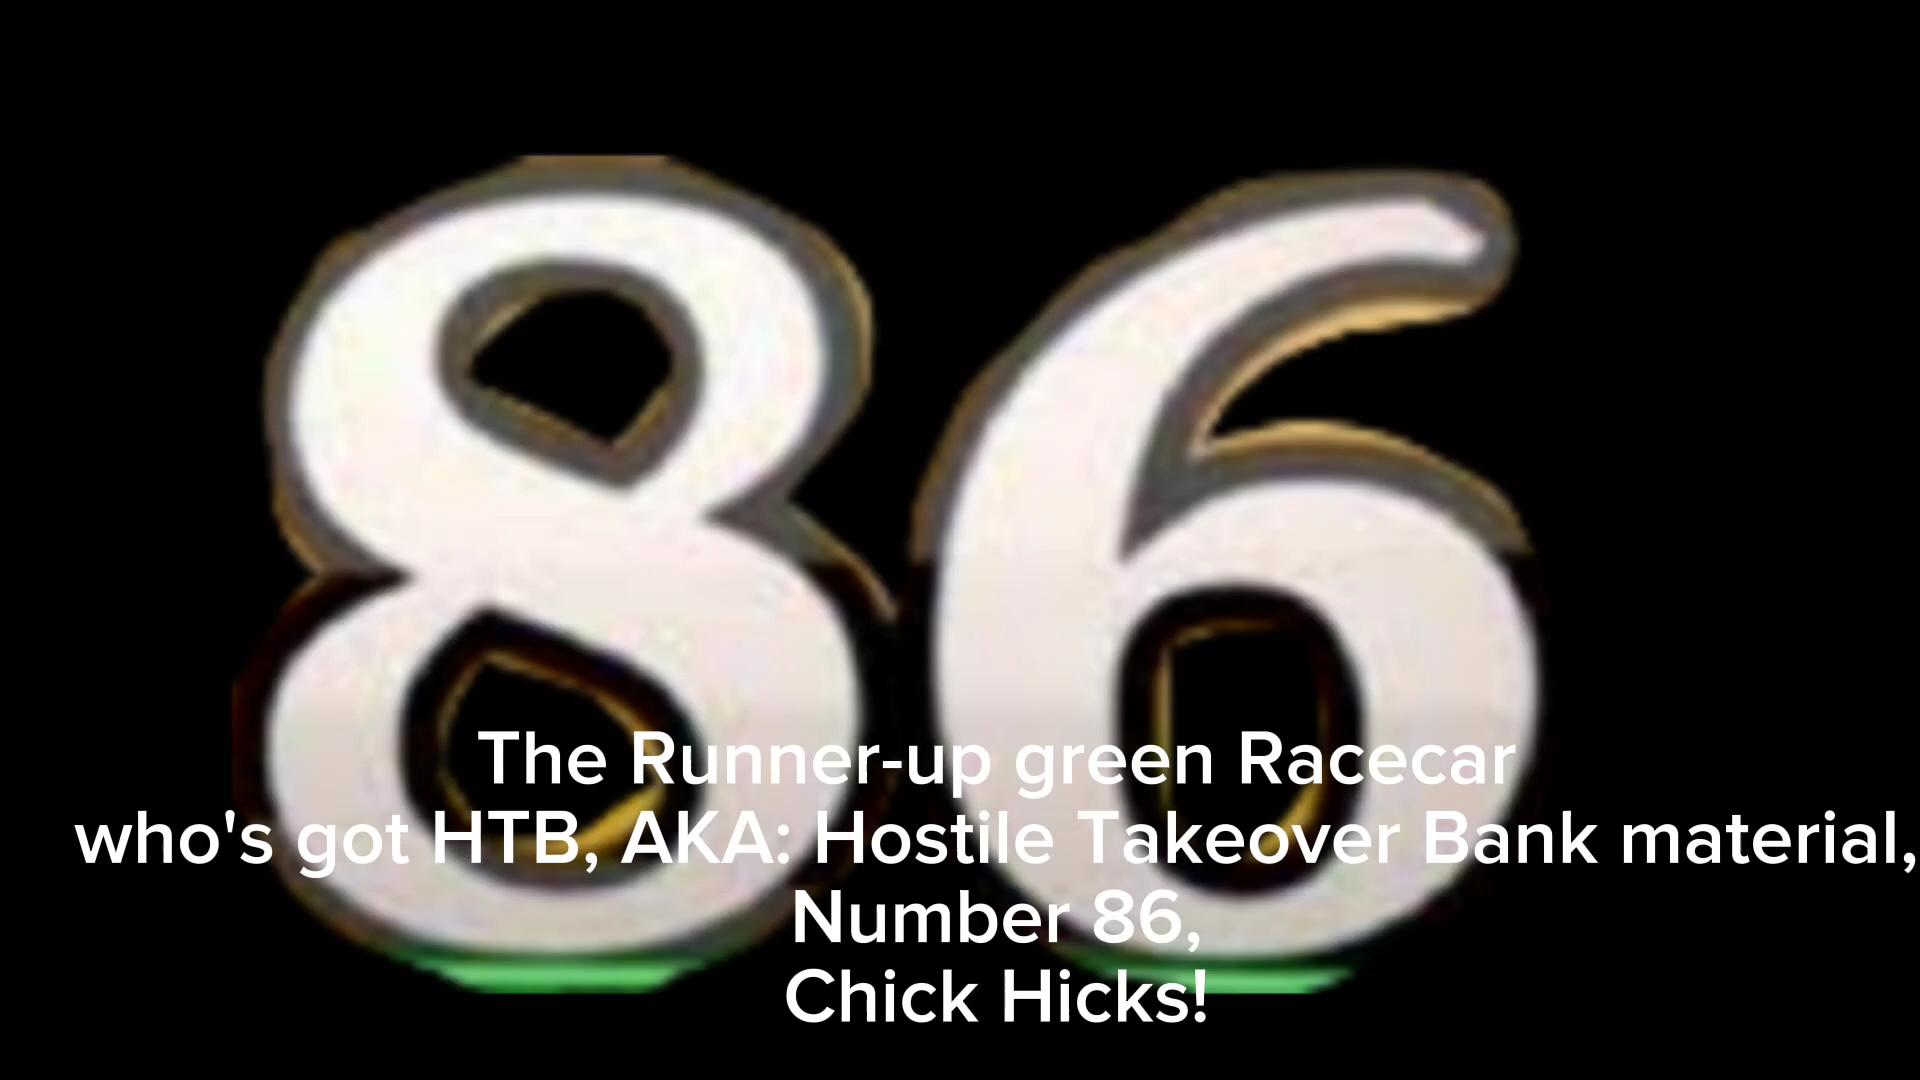 86
The Runner-up green Racecar
who's got HTB, AKA: Hostile Takeover Bank material,
Number 86,
Chick Hicks!